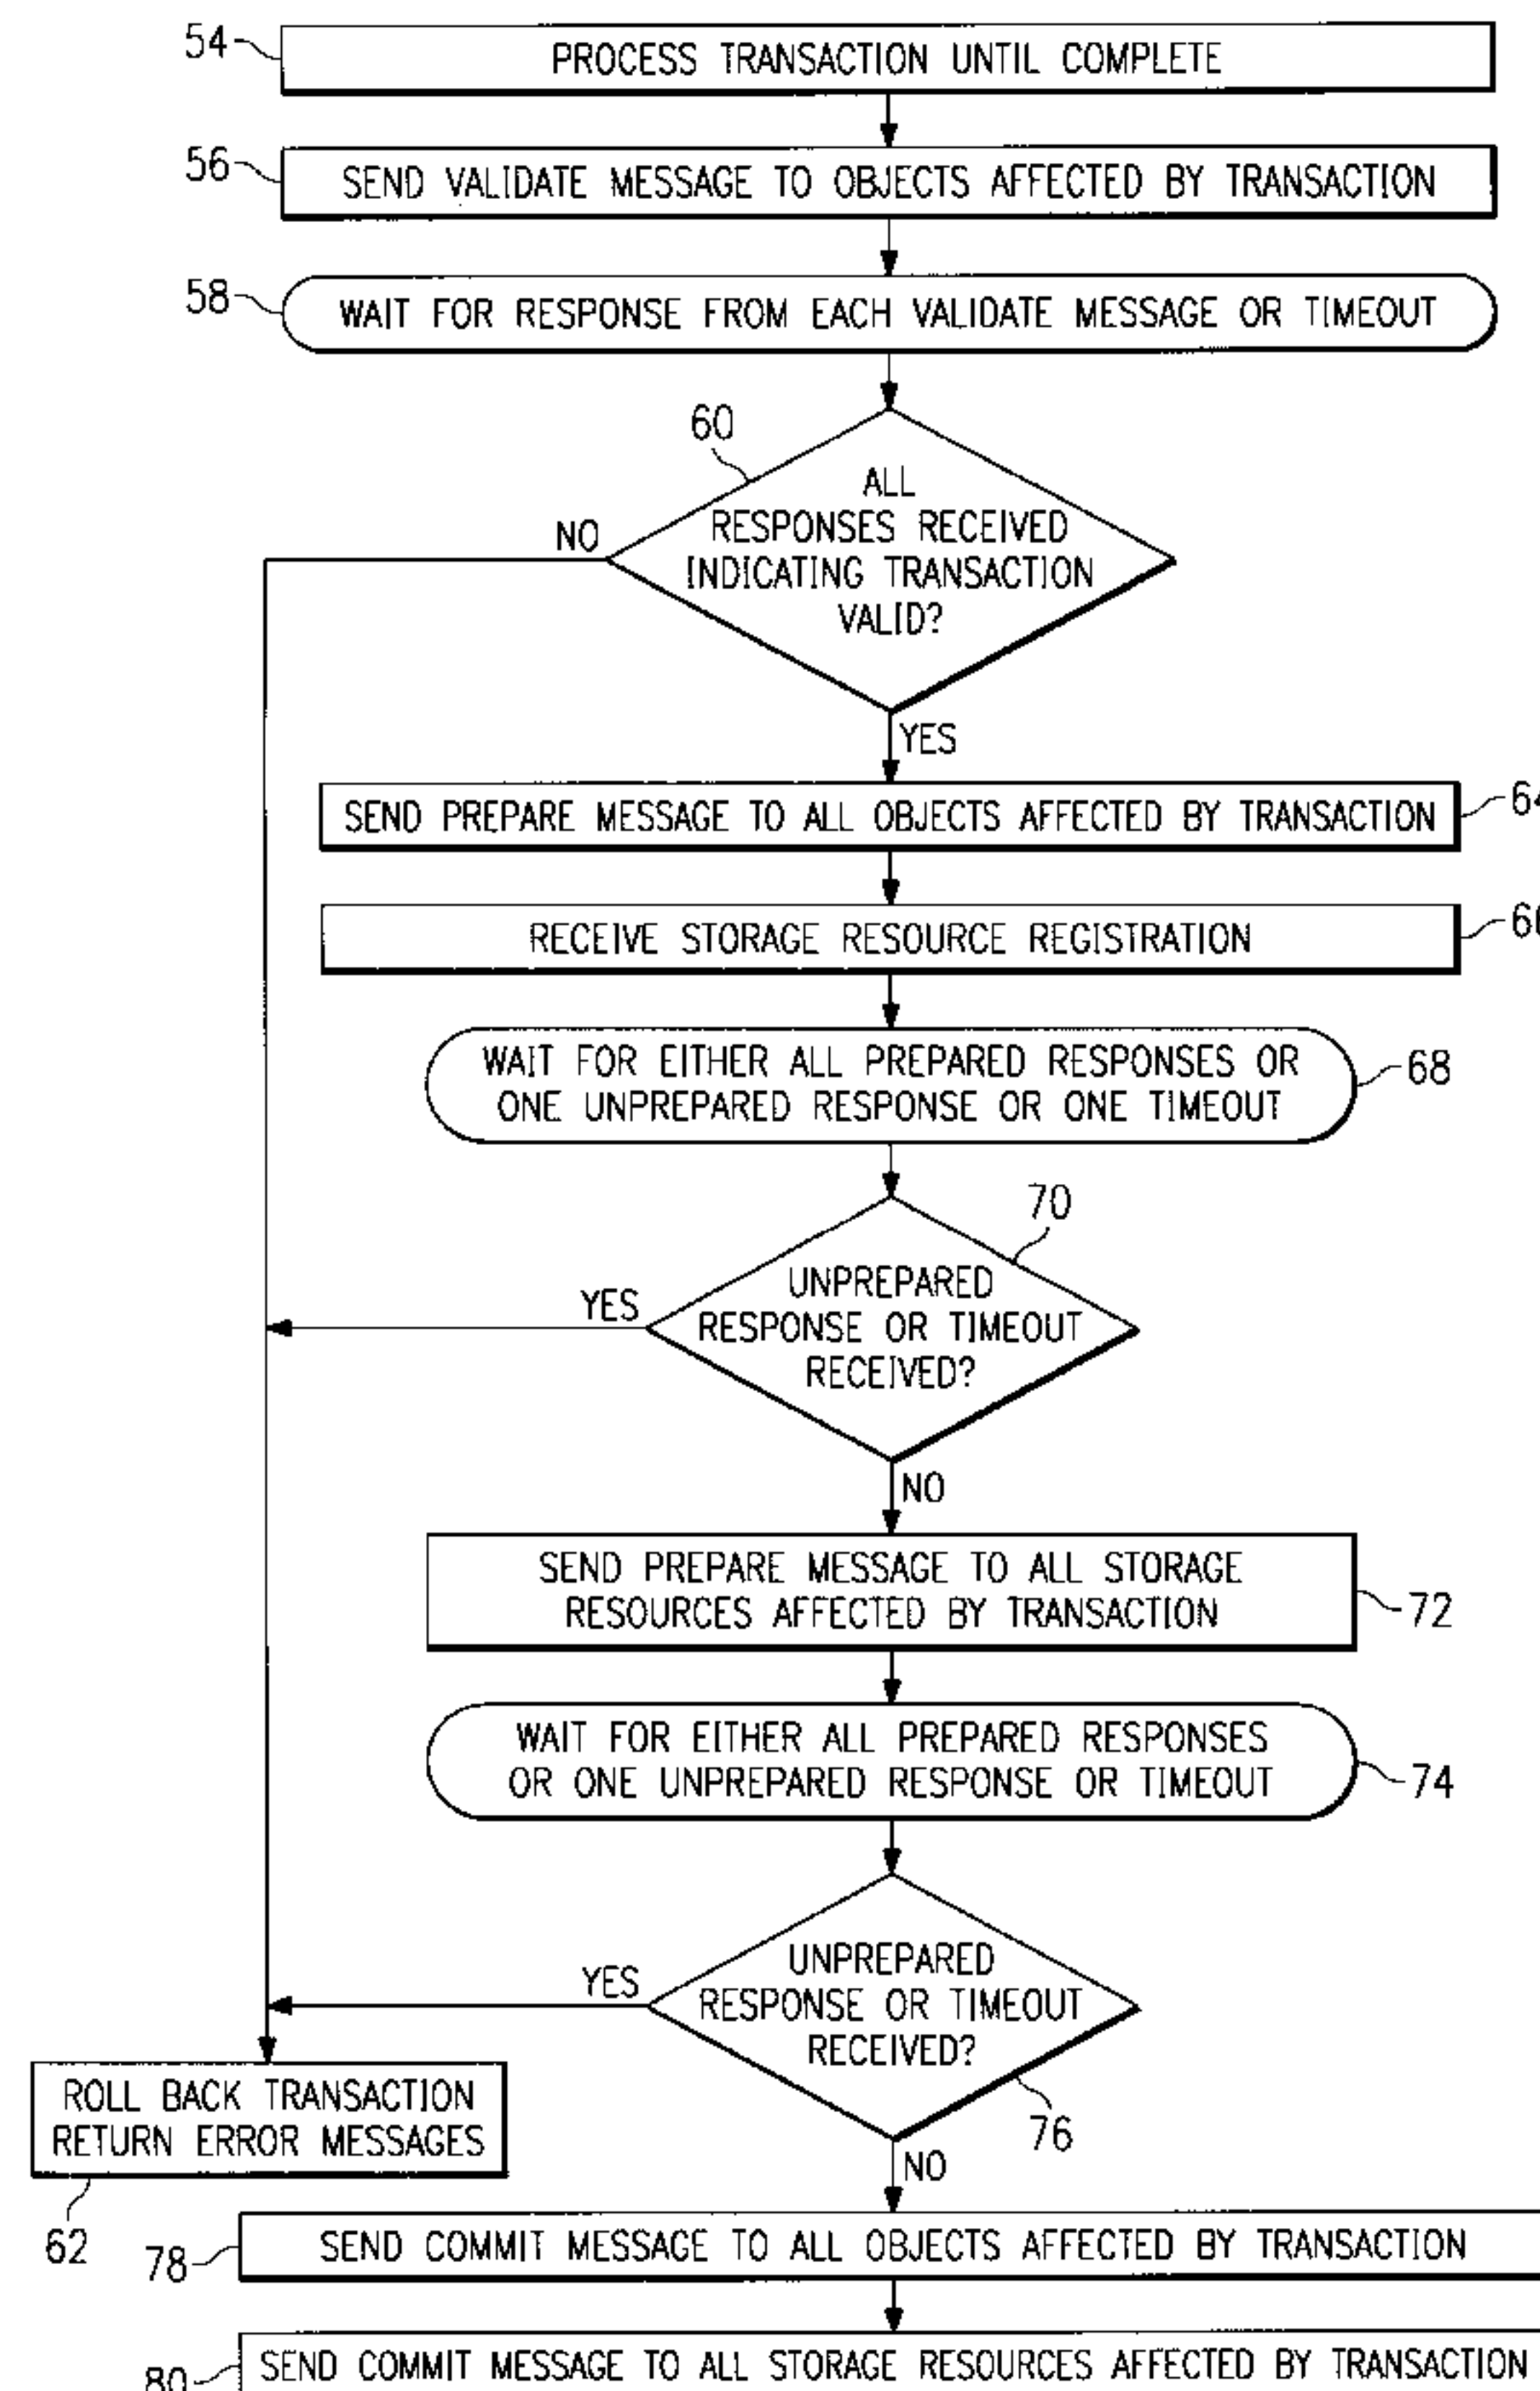 54
PROCESS TRANSACTION UNTIL COMPLETE
56
SEND VALIDATE MESSAGE TO OBJECTS AFFECTED BY TRANSACTION
58
WAIT FOR RESPONSE FROM EACH VALIDATE MESSAGE OR TIMEOUT
60
ALL
RESPONSES RECEIVED
INDICATING TRANSACTION
VALID?
NO
YES
SEND PREPARE MESSAGE TO ALL OBJECTS AFFECTED BY TRANSACTION
64
RECEIVE STORAGE RESOURCE REGISTRATION
WAIT FOR EITHER ALL PREPARED RESPONSES OR
ONE UNPREPARED RESPONSE OR ONE TIMEOUT
68
70
UNPREPARED
RESPONSE OR TIMEOUT
RECEIVED?
YES
NO
SEND PREPARE MESSAGE TO ALL STORAGE
RESOURCES AFFECTED BY TRANSACTION
72
WAIT FOR EITHER ALL PREPARED RESPONSES
OR ONE UNPREPARED RESPONSE OR TIMEOUT
74
UNPREPARED
RESPONSE OR TIMEOUT
RECEIVED?
YES
76
NO
ROLL BACK TRANSACTION
RETURN ERROR MESSAGES
62
78
SEND COMMIT MESSAGE TO ALL OBJECTS AFFECTED BY TRANSACTION
80
SEND COMMIT MESSAGE TO ALL STORAGE RESOURCES AFFECTED BY TRANSACTION